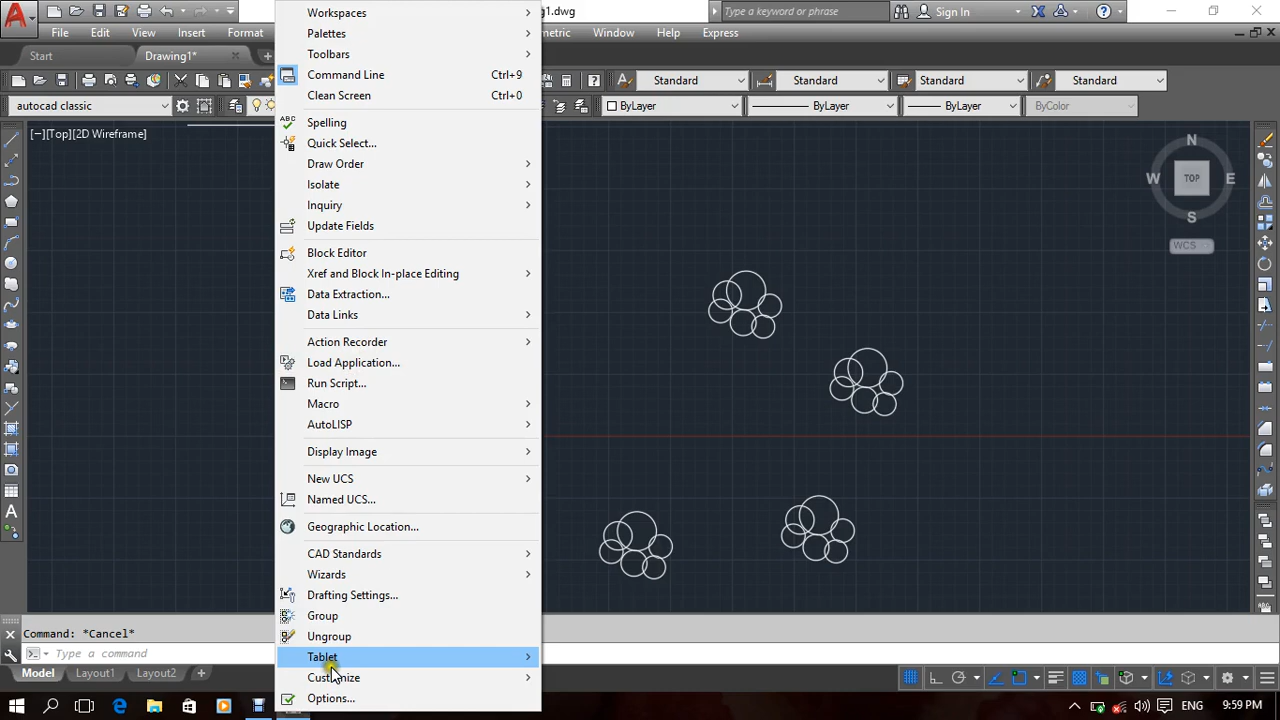 g1.dwg
Type a keyword or phrase
Sign In
File Edit View Insert Format
metric Window Help Express
Start
Drawing1*
Standard
Standard
Standard
Standard
autocad classic
ByLayer
ByLayer
ByLayer
ByColor
[−][Top][2D Wireframe]
Workspaces
Palettes
Toolbars
Command Line Ctrl+9
Clean Screen Ctrl+0
Spelling
Quick Select...
Draw Order
Isolate
Inquiry
Update Fields
Block Editor
Xref and Block In-place Editing
Data Extraction...
Data Links
Action Recorder
Load Application...
Run Script...
Macro
AutoLISP
Display Image
New UCS
Named UCS...
Geographic Location...
CAD Standards
Wizards
Drafting Settings...
Group
Ungroup
Tablet
Customize
Options...
N
W TOP E
S
WCS
Command: *Cancel*
Type a command
Model Layout1 Layout2 +
ENG 9:59 PM